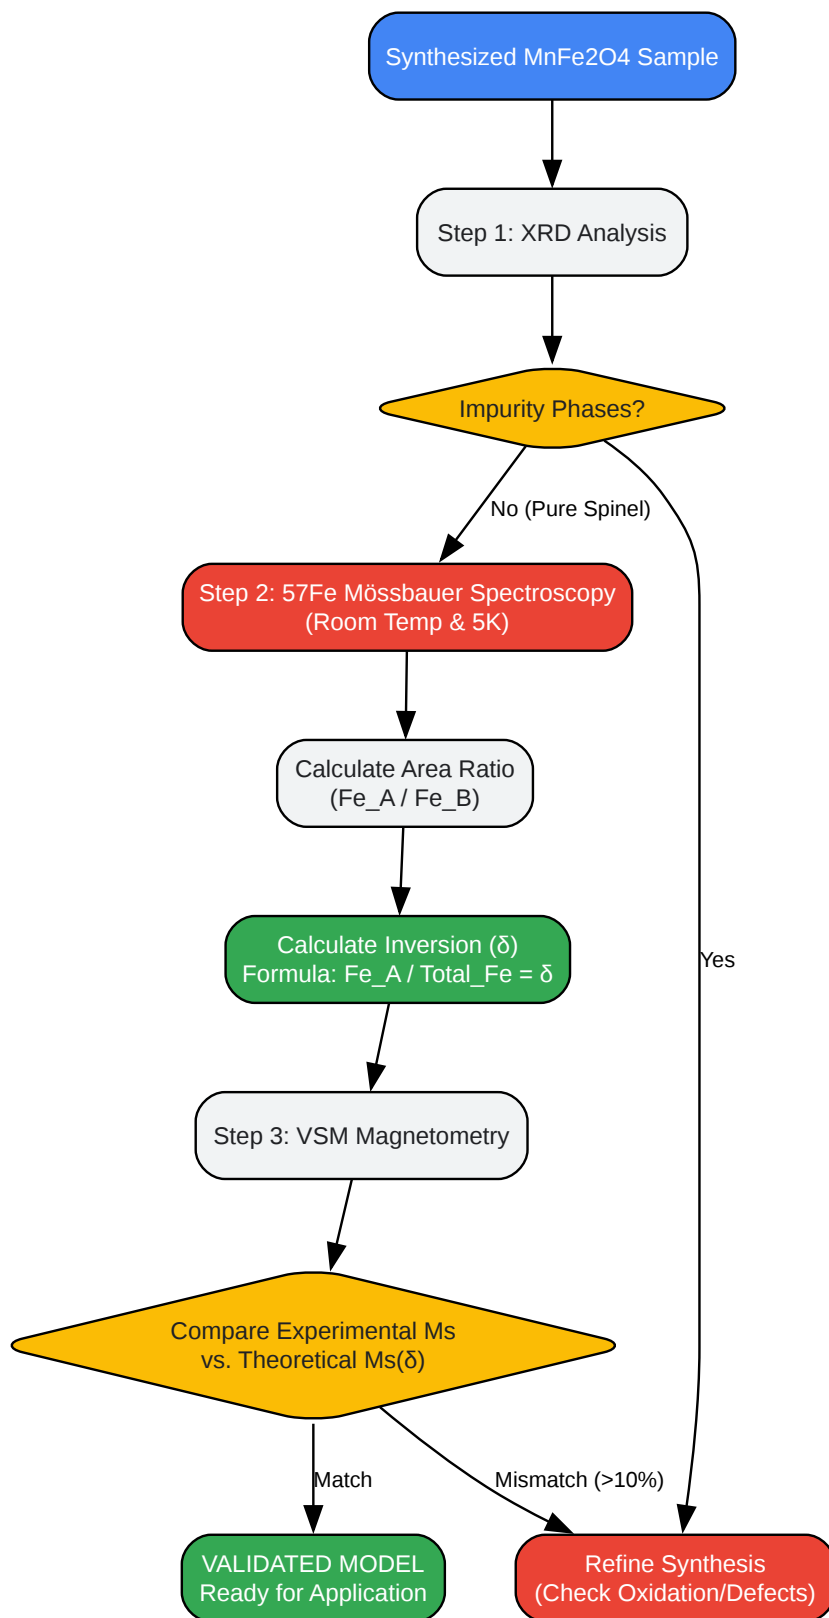 Synthesized MnFe2O4 Sample
Step 1: XRD Analysis
Impurity Phases?
No (Pure Spinel)
Step 2: 57Fe Mössbauer Spectroscopy
(Room Temp & 5K)
Calculate Area Ratio
(Fe_A / Fe_B)
Calculate Inversion (δ)
Formula: Fe_A / Total_Fe = δ
Yes
Step 3: VSM Magnetometry
Compare Experimental Ms
vs. Theoretical Ms(δ)
Match
Mismatch (>10%)
VALIDATED MODEL
Ready for Application
Refine Synthesis
(Check Oxidation/Defects)